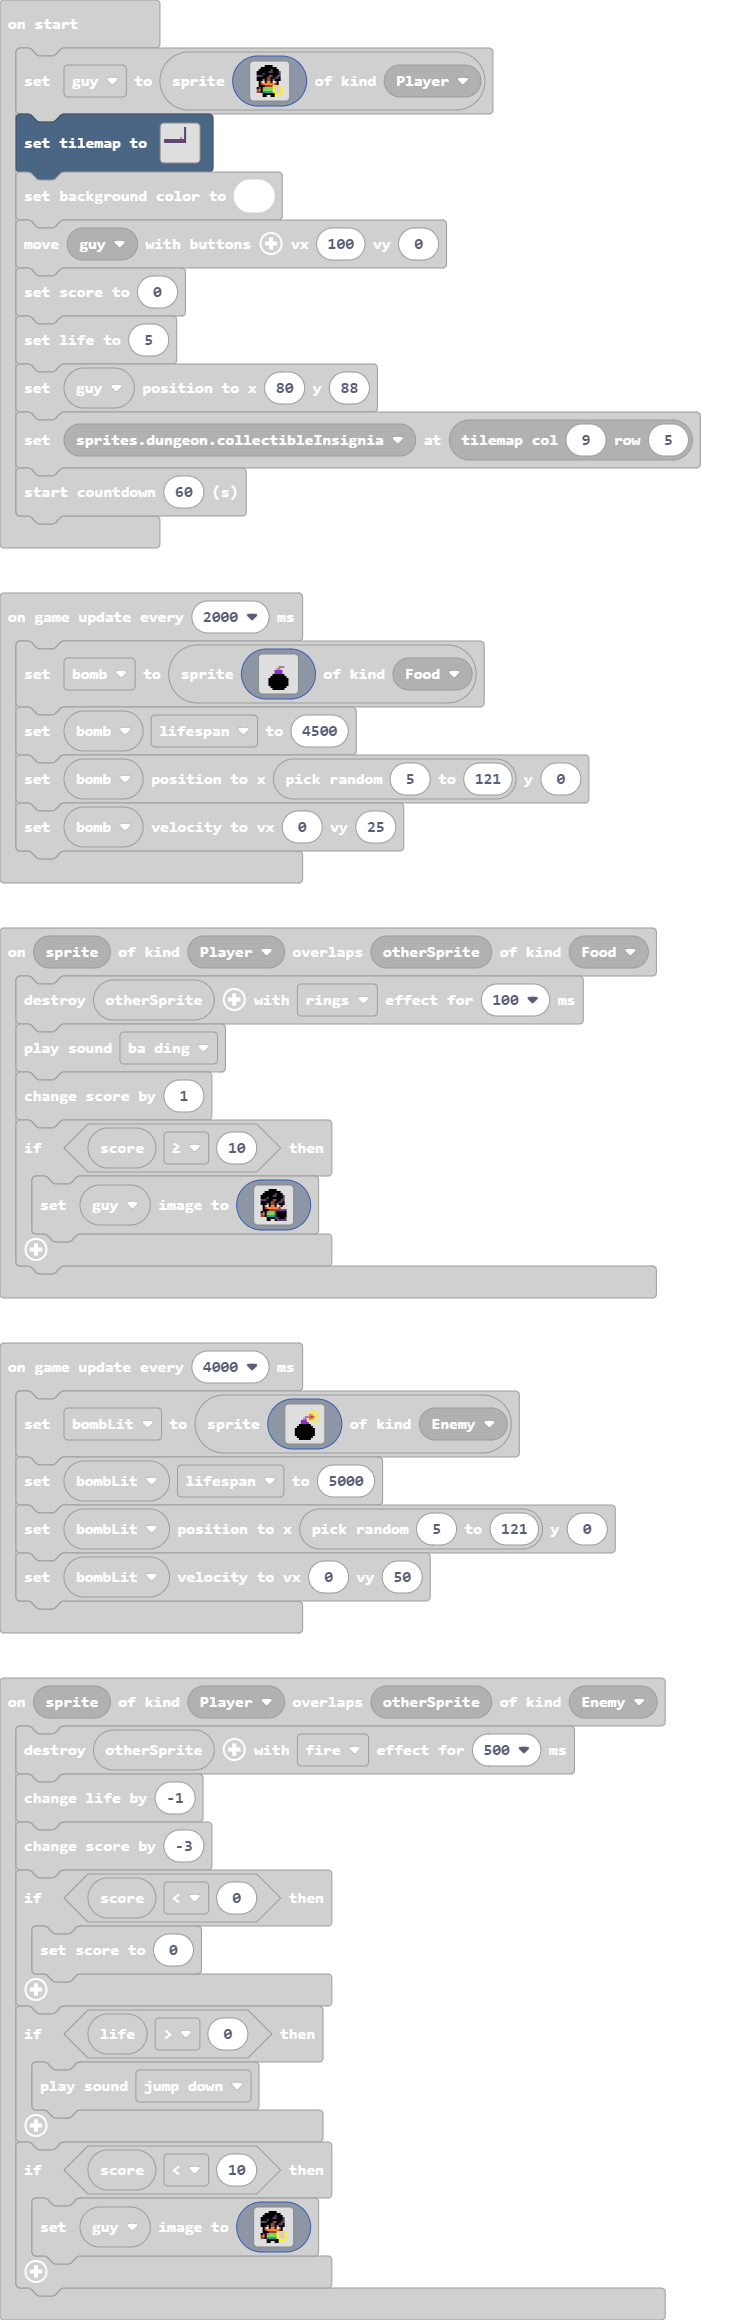 on start
set guy to sprite of kind Player
set tilemap to
set background color to
move guy with buttons vx 100 vy 0
set score to 0
set life to 5
set guy position to x 80 y 88
set sprites.dungeon.collectibleInsignia at tilemap col 9 row 5
start countdown 60 (s)
on game update every 2000 ms
set bomb to sprite of kind Food
set bomb lifespan to 4500
set bomb position to x pick random 5 to 121 y 0
set bomb velocity to vx 0 vy 25
on sprite of kind Player overlaps otherSprite of kind Food
destroy otherSprite with rings effect for 100 ms
play sound ba ding
change score by 1
if score ≥ 10 then
set guy image to
on game update every 4000 ms
set bombLit to sprite of kind Enemy
set bombLit lifespan to 5000
set bombLit position to x pick random 5 to 121 y 0
set bombLit velocity to vx 0 vy 50
on sprite of kind Player overlaps otherSprite of kind Enemy
destroy otherSprite with fire effect for 500 ms
change life by -1
change score by -3
if score < 0 then
set score to 0
if life > 0 then
play sound jump down
if score < 10 then
set guy image to